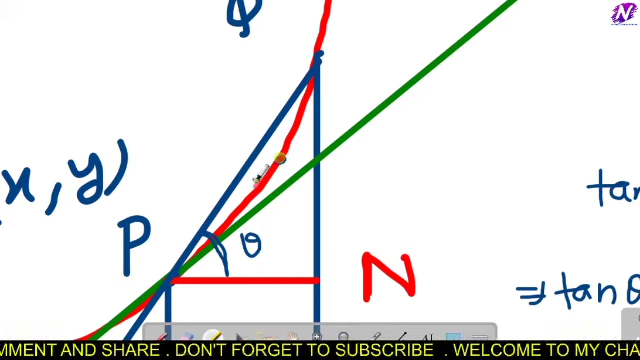 N
Q
x, y)
P
θ
N
tan
⇒ tan θ
MMENT AND SHARE . DON'T FORGET TO SUBSCRIBE . WELCOME TO MY CHA